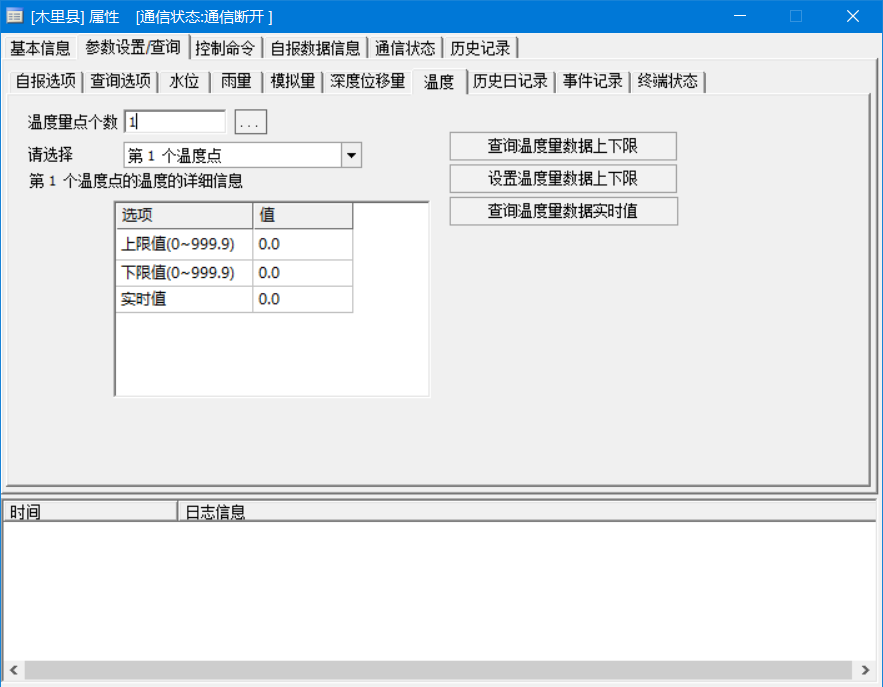 [木里县] 属性 [通信状态:通信断开 ]
基本信息 参数设置/查询 控制命令 自报数据信息 通信状态 历史记录
自报选项 查询选项 水位 雨量 模拟量 深度位移量 温度 历史日记录 事件记录 终端状态
温度量点个数 1 ...
请选择 第 1 个温度点
第 1 个温度点的温度的详细信息
选项 值
上限值(0~999.9) 0.0
下限值(0~999.9) 0.0
实时值 0.0
查询温度量数据上下限
设置温度量数据上下限
查询温度量数据实时值
时间 日志信息